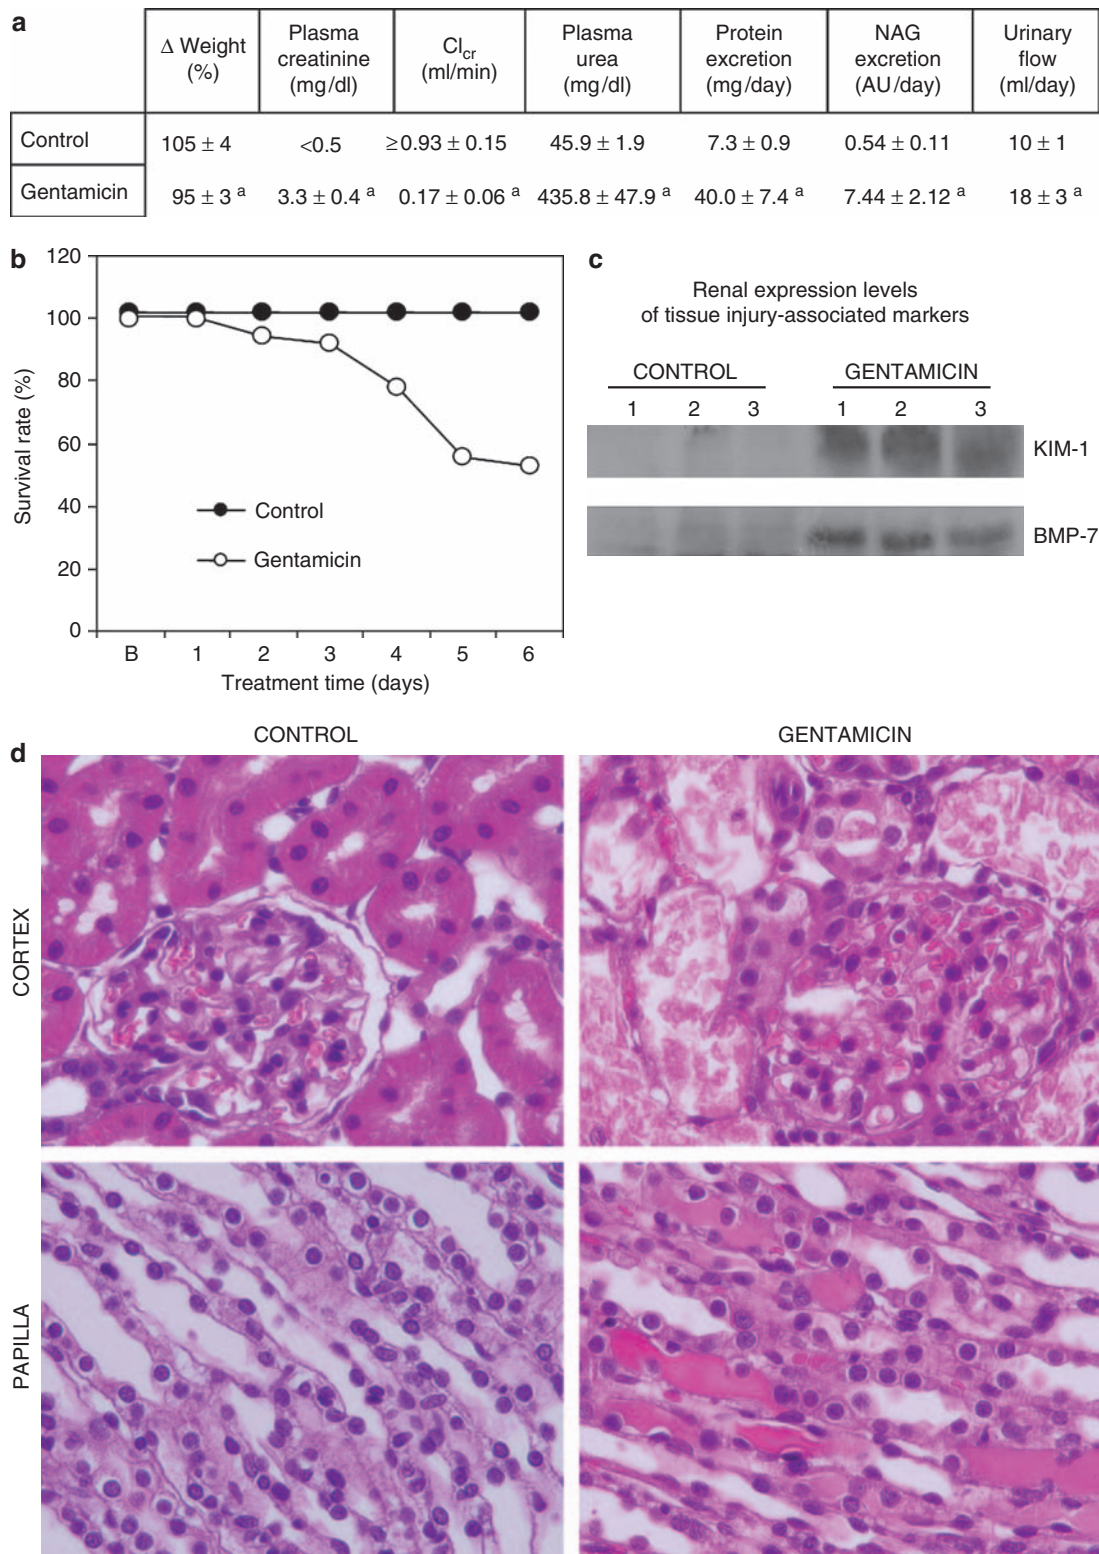 a
Δ Weight (%)
Plasma creatinine (mg/dl)
Cl_cr (ml/min)
Plasma urea (mg/dl)
Protein excretion (mg/day)
NAG excretion (AU/day)
Urinary flow (ml/day)
Control 105 ± 4 <0.5 ≥0.93 ± 0.15 45.9 ± 1.9 7.3 ± 0.9 0.54 ± 0.11 10 ± 1
Gentamicin 95 ± 3 a 3.3 ± 0.4 a 0.17 ± 0.06 a 435.8 ± 47.9 a 40.0 ± 7.4 a 7.44 ± 2.12 a 18 ± 3 a
b
Survival rate (%)
120
100
80
60
40
20
0
Control
Gentamicin
B 1 2 3 4 5 6
Treatment time (days)
c
Renal expression levels
of tissue injury-associated markers
CONTROL GENTAMICIN
1 2 3 1 2 3
KIM-1
BMP-7
d
CONTROL GENTAMICIN
CORTEX
PAPILLA